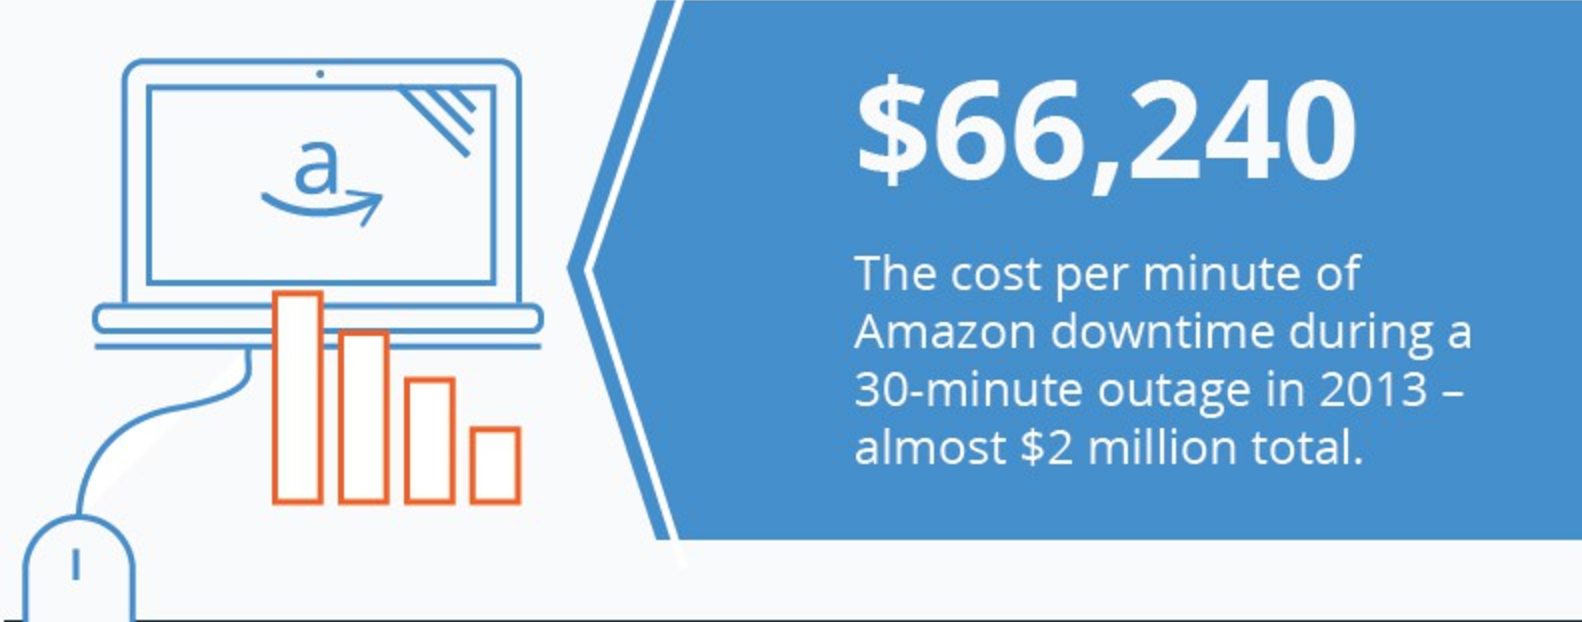 a
$66,240
The cost per minute of
Amazon downtime during a
30-minute outage in 2013 –
almost $2 million total.